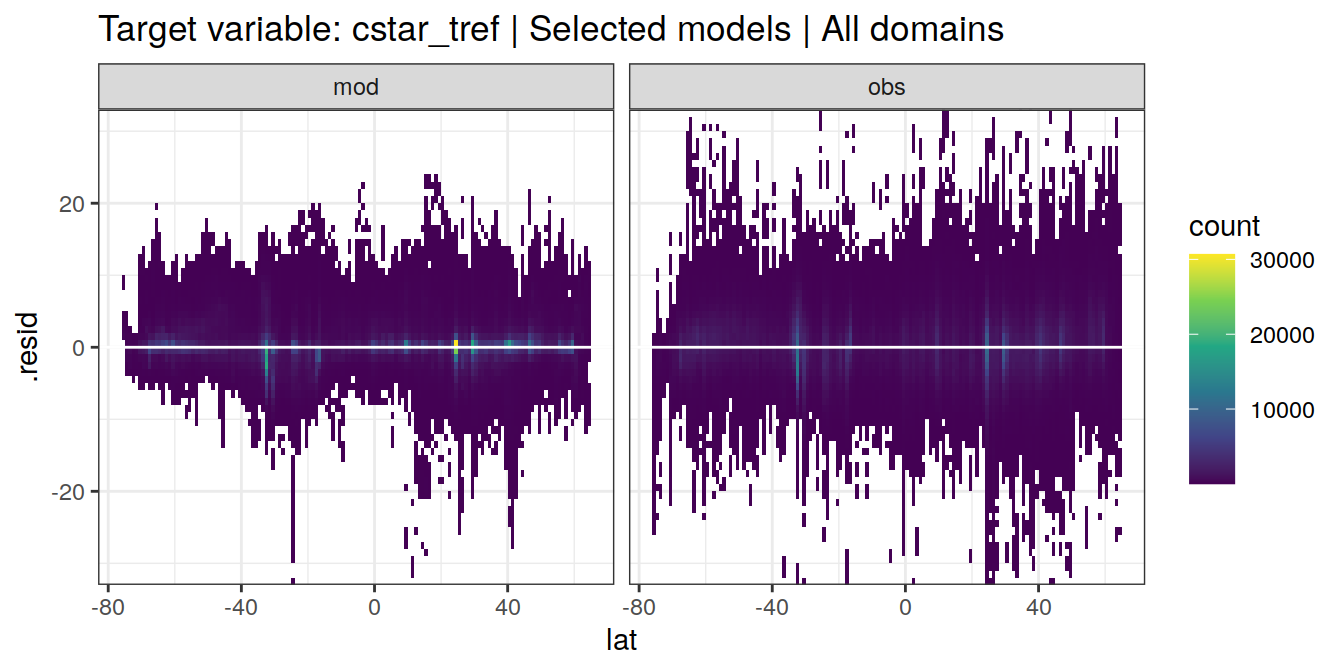 Target variable: cstar_tref | Selected models | All domains
mod
obs
.resid
20
0
-20
-80
-40
0
40
-80
-40
0
40
lat
count
30000
20000
10000